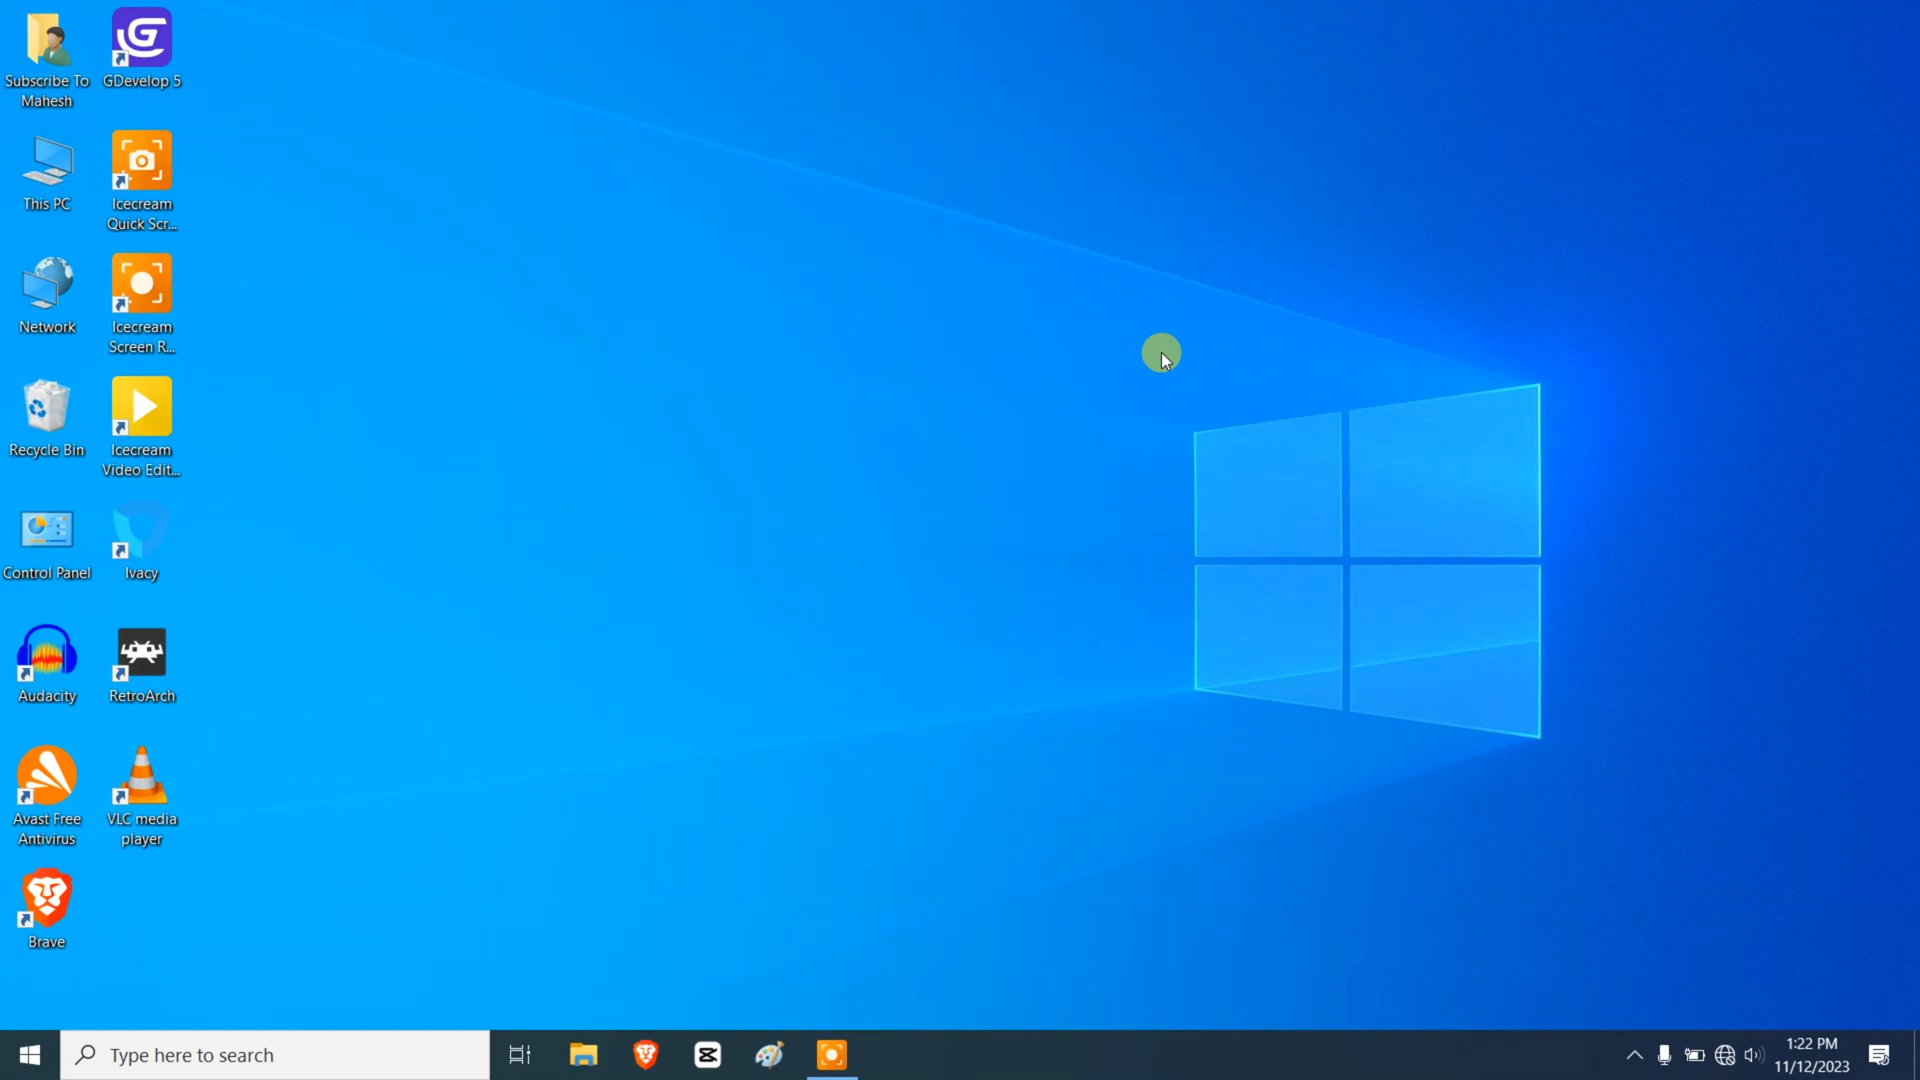 Subscribe To
Mahesh
GDevelop 5
This PC
Icecream
Quick Scr...
Network
Icecream
Screen R...
Recycle Bin
Icecream
Video Edit...
Control Panel
Ivacy
Audacity
RetroArch
Avast Free
Antivirus
VLC media
player
Brave
Type here to search
1:22 PM
11/12/2023